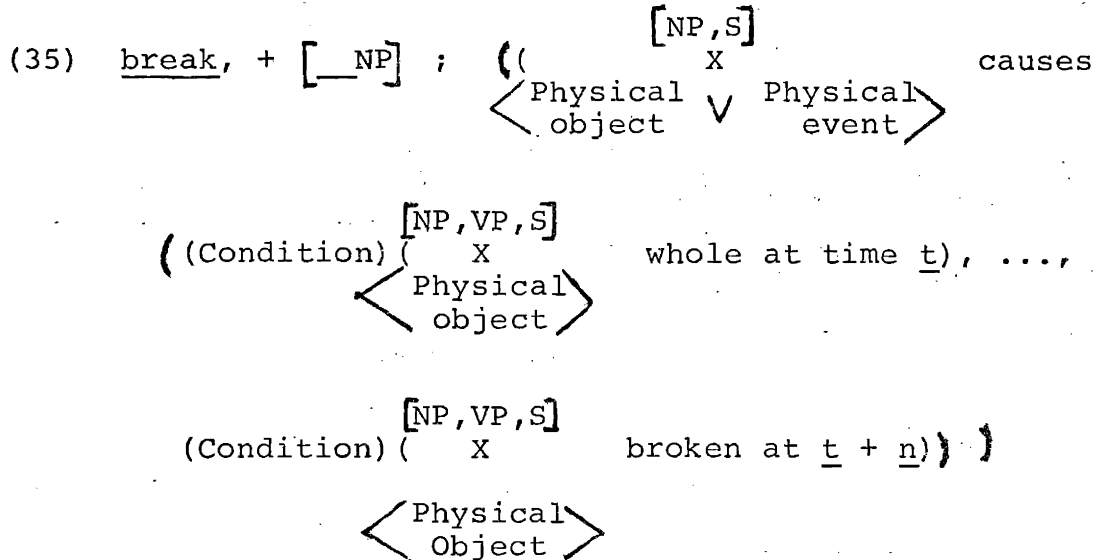 [NP,S]
(35) break, + [__NP] ; (( X causes
<Physical object ∨ Physical event>
[NP,VP,S]
((Condition)( X whole at time t), ...,
<Physical object>
[NP,VP,S]
(Condition)( X broken at t + n)) )
<Physical Object>